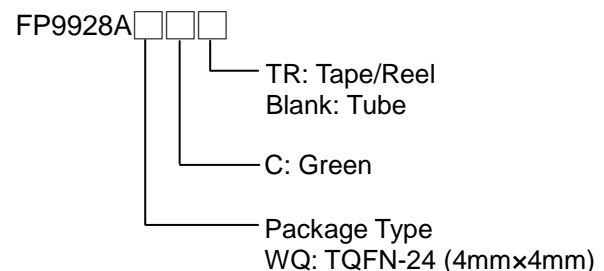 FP9928A□□□
TR: Tape/Reel
Blank: Tube
C: Green
Package Type
WQ: TQFN-24 (4mm×4mm)